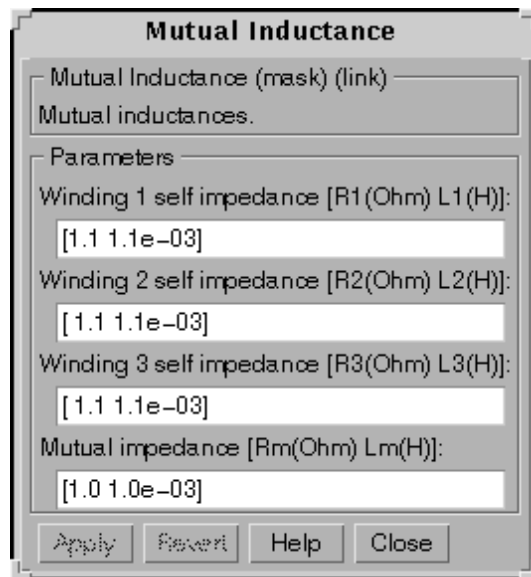 Mutual Inductance
Mutual Inductance (mask) (link)
Mutual inductances.
Parameters
Winding 1 self impedance [R1(Ohm) L1(H)]:
[1.1 1.1e-03]
Winding 2 self impedance [R2(Ohm) L2(H)]:
[ 1.1 1.1e-03]
Winding 3 self impedance [R3(Ohm) L3(H)]:
[ 1.1 1.1e-03]
Mutual impedance [Rm(Ohm) Lm(H)]:
[1.0 1.0e-03]
Apply Revert Help Close